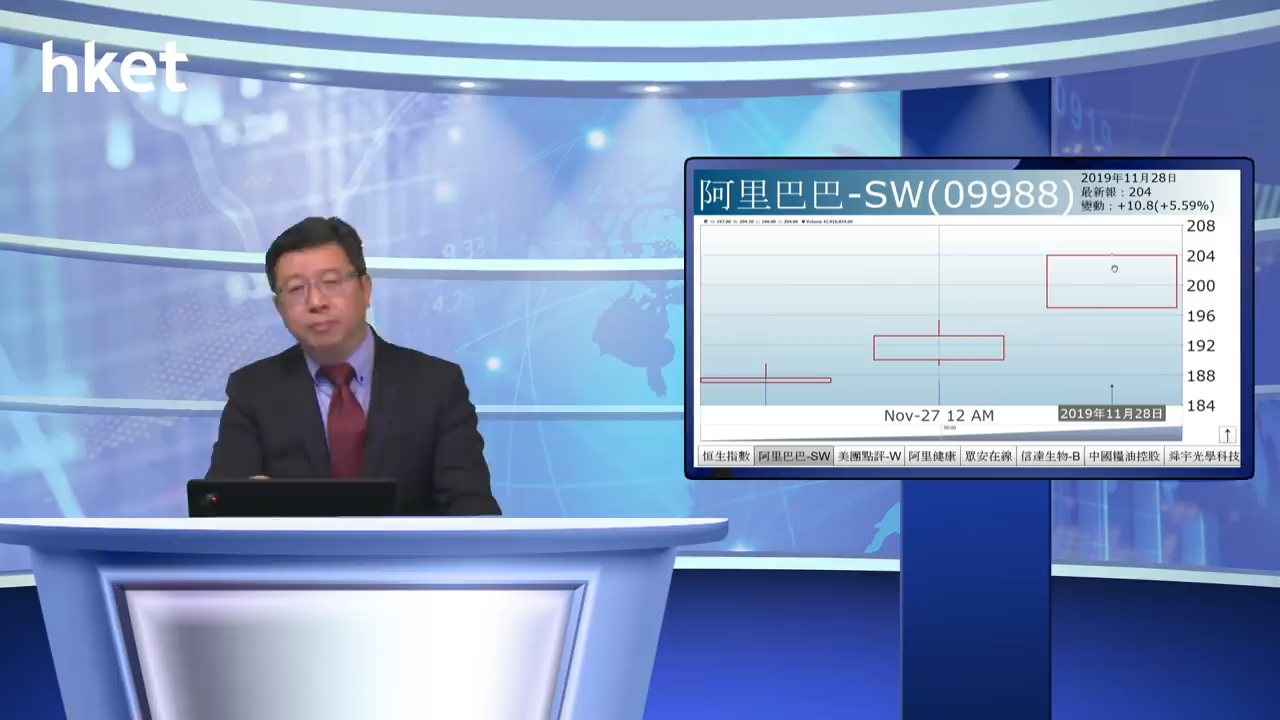 hket
阿里巴巴-SW(09988)
2019年11月28日
最新報：204
變動：+10.8(+5.59%)
208
204
200
196
192
188
184
Nov-27 12 AM
2019年11月28日
00:00
↑
恒生指數 阿里巴巴-SW 美團點評-W 阿里健康 眾安在線 信達生物-B 中國攩油控股 舜宇光學科技